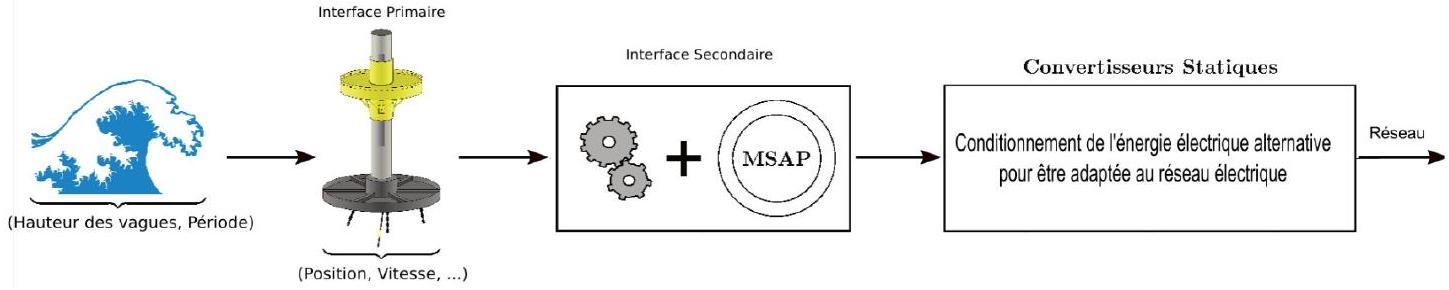 Interface Primaire
(Hauteur des vagues, Période)
(Position, Vitesse, ...)
Interface Secondaire
MSAP
Convertisseurs Statiques
Conditionnement de l'énergie électrique alternative
pour être adaptée au réseau électrique
Réseau